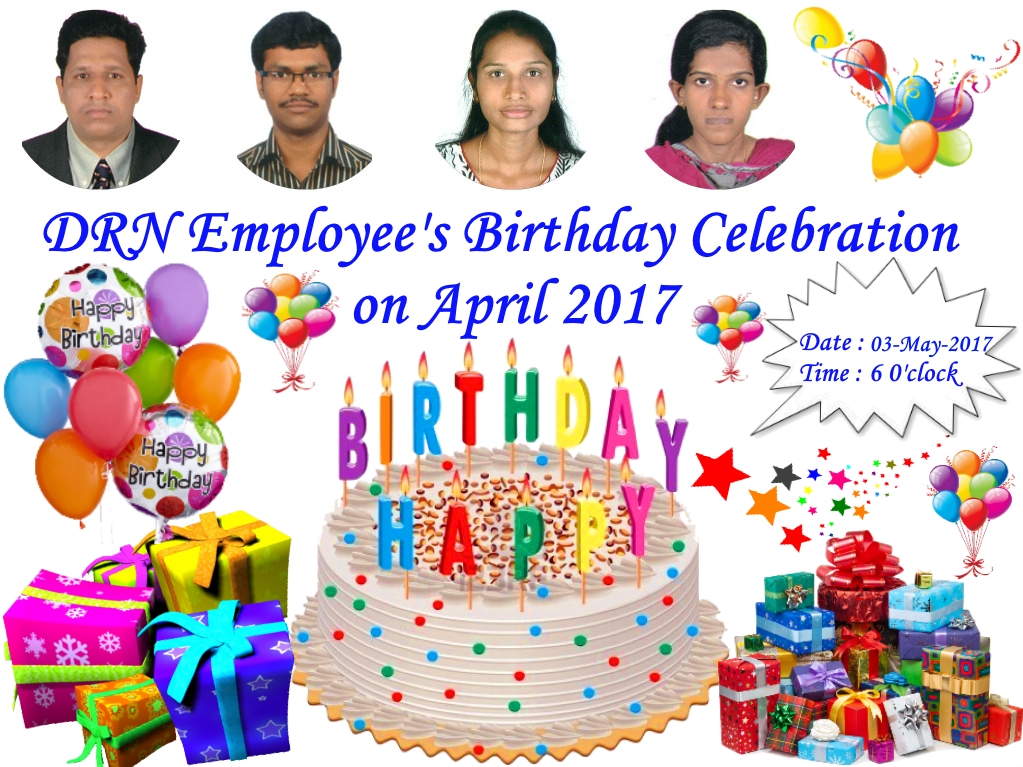 DRN Employee's Birthday Celebration
on April 2017
Happy
Birthday
Date : 03-May-2017
Time : 6 0'clock
BIRTHDAY
HAPPY
Happy
Birthday